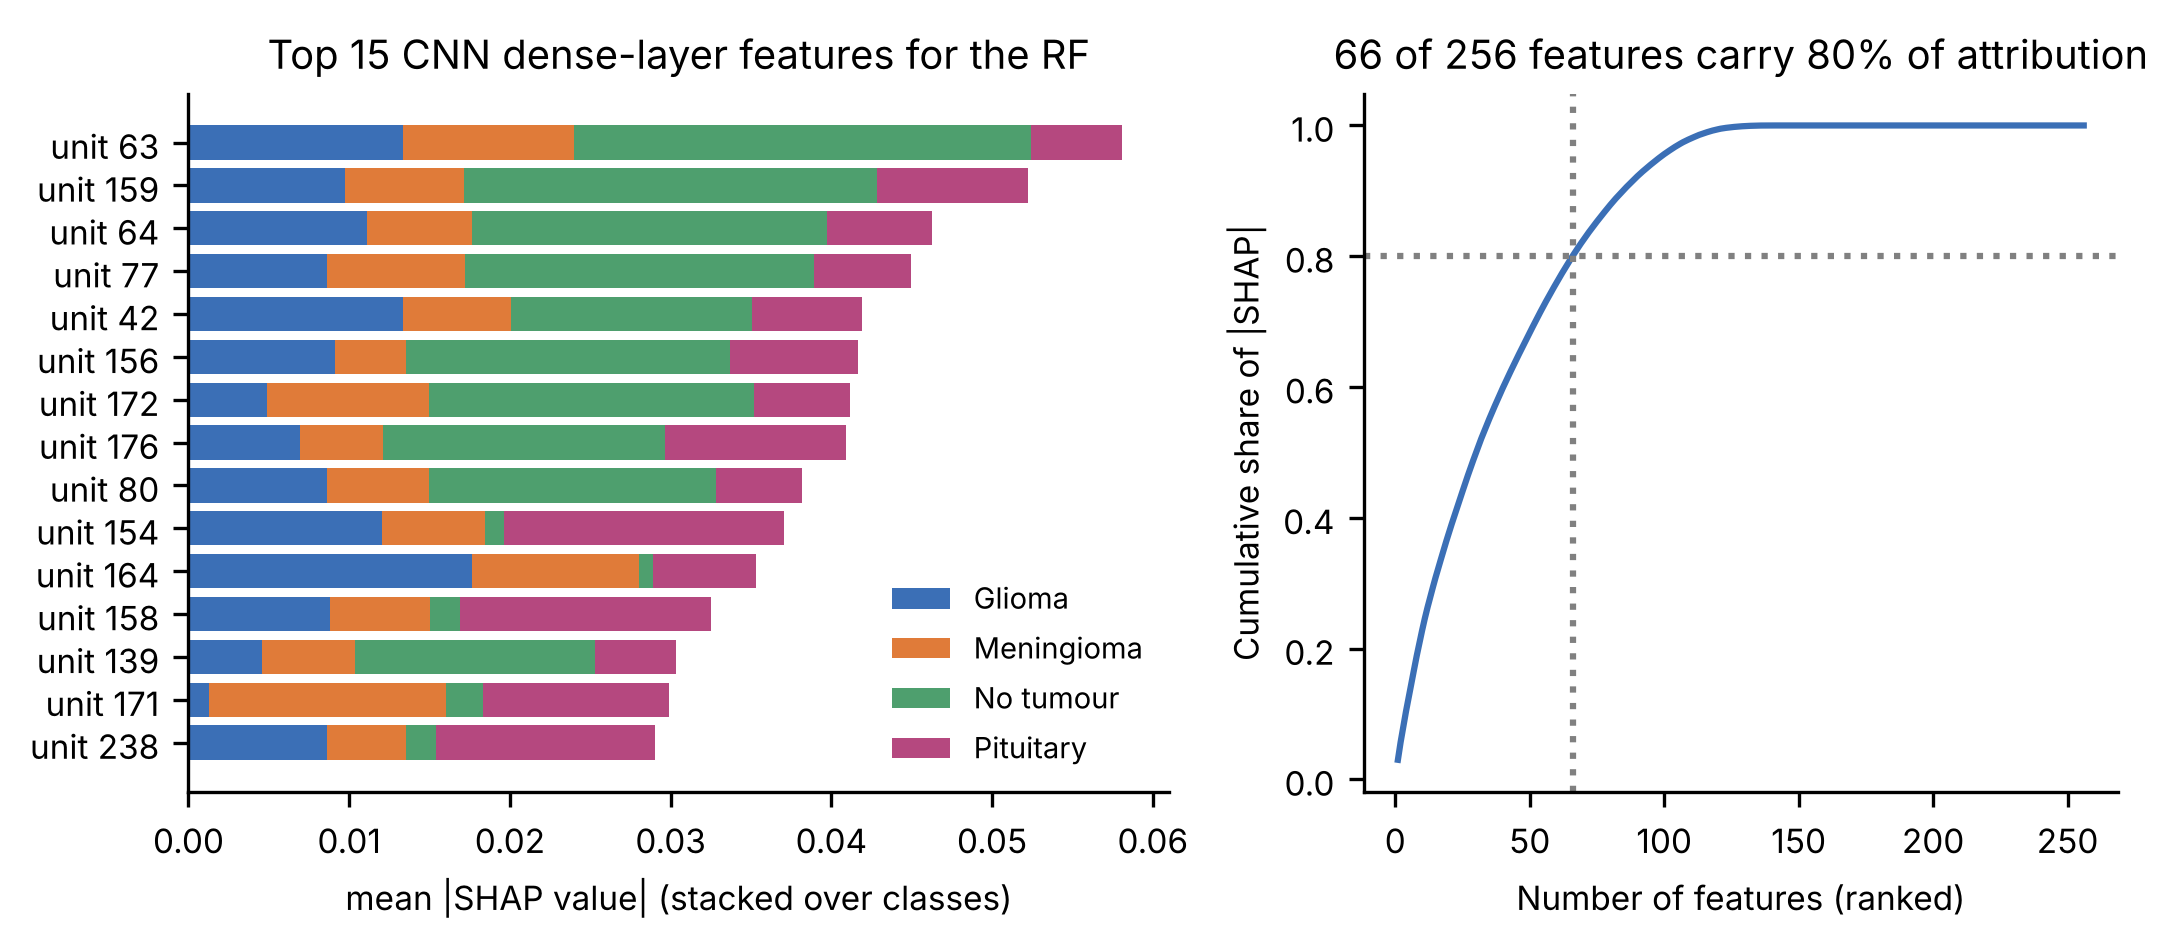 Top 15 CNN dense-layer features for the RF
unit 63
unit 159
unit 64
unit 77
unit 42
unit 156
unit 172
unit 176
unit 80
unit 154
unit 164
unit 158
unit 139
unit 171
unit 238
Glioma
Meningioma
No tumour
Pituitary
0.00 0.01 0.02 0.03 0.04 0.05 0.06
mean |SHAP value| (stacked over classes)
66 of 256 features carry 80% of attribution
Cumulative share of |SHAP|
1.0
0.8
0.6
0.4
0.2
0.0
0 50 100 150 200 250
Number of features (ranked)